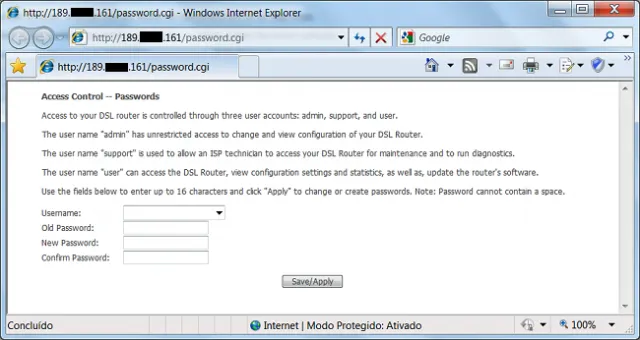 http://189. .161/password.cgi - Windows Internet Explorer
http://189. .161/password.cgi
Google
http://189. .161/password.cgi
Access Control -- Passwords
Access to your DSL router is controlled through three user accounts: admin, support, and user.
The user name "admin" has unrestricted access to change and view configuration of your DSL Router.
The user name "support" is used to allow an ISP technician to access your DSL Router for maintenance and to run diagnostics.
The user name "user" can access the DSL Router, view configuration settings and statistics, as well as, update the router's software.
Use the fields below to enter up to 16 characters and click "Apply" to change or create passwords. Note: Password cannot contain a space.
Username:
Old Password:
New Password:
Confirm Password:
Save/Apply
Concluído
Internet | Modo Protegido: Ativado
100%